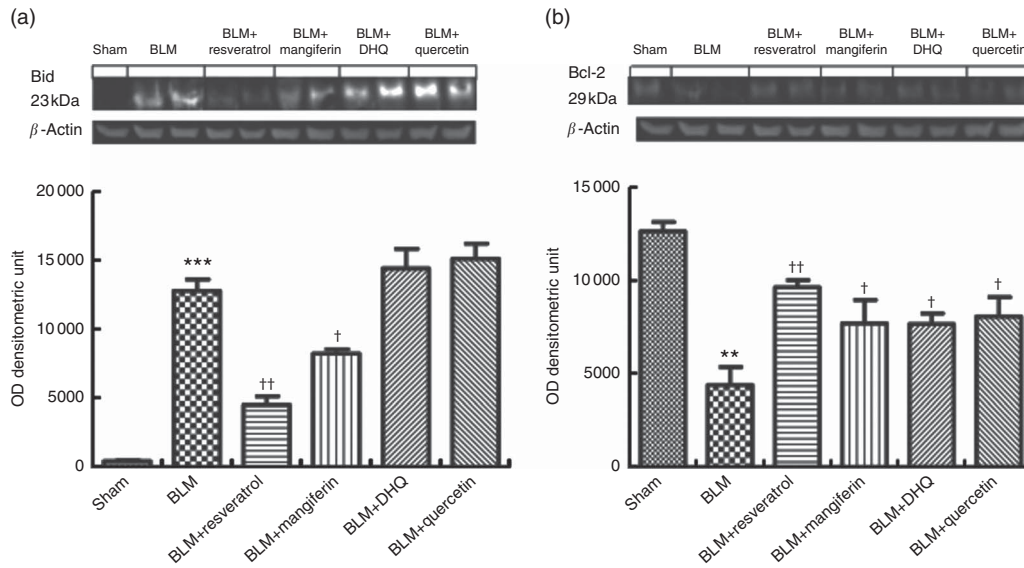 (a)
Sham BLM BLM+ resveratrol BLM+ mangiferin BLM+ DHQ BLM+ quercetin
Bid
23kDa
β-Actin
20 000
15 000
10 000
5000
0
OD densitometric unit
***
††
†
Sham
BLM
BLM+resveratrol
BLM+mangiferin
BLM+DHQ
BLM+quercetin
(b)
Sham BLM BLM+ resveratrol BLM+ mangiferin BLM+ DHQ BLM+ quercetin
Bcl-2
29kDa
β-Actin
15 000
10 000
5000
0
OD densitometric unit
**
††
†
†
†
Sham
BLM
BLM+resveratrol
BLM+mangiferin
BLM+DHQ
BLM+quercetin